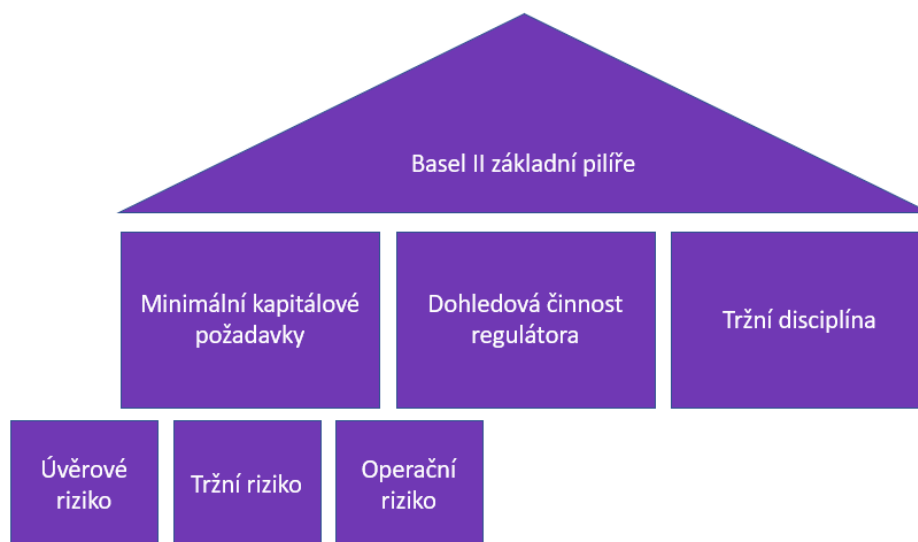 Basel II základní pilíře
Minimální kapitálové
požadavky
Dohledová činnost
regulátora
Tržní disciplína
Úvěrové
riziko
Tržní riziko
Operační
riziko